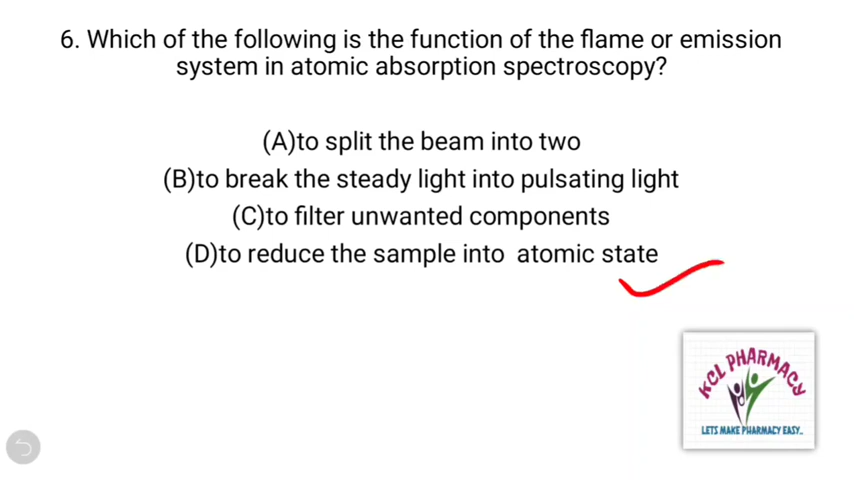 6. Which of the following is the function of the flame or emission
system in atomic absorption spectroscopy?
(A)to split the beam into two
(B)to break the steady light into pulsating light
(C)to filter unwanted components
(D)to reduce the sample into atomic state
KCL PHARMACY
LETS MAKE PHARMACY EASY..